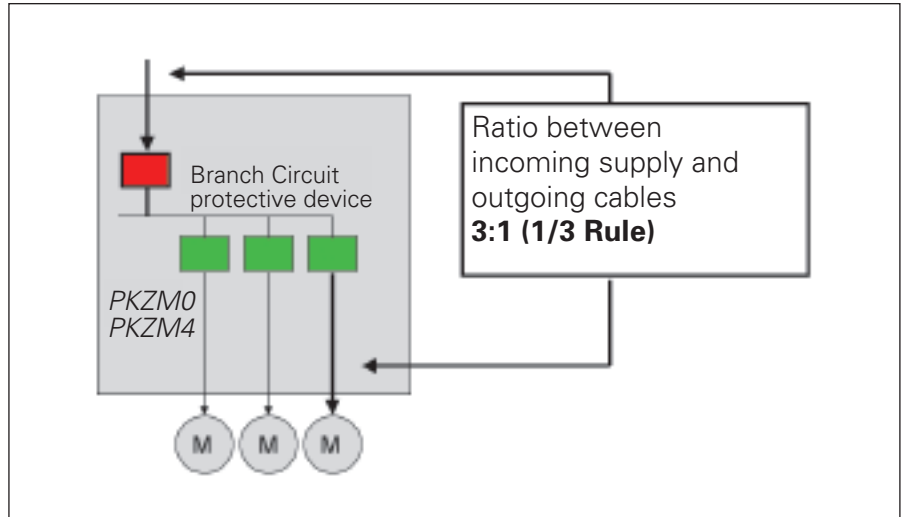 Branch Circuit
protective device
PKZM0
PKZM4
M M M
Ratio between
incoming supply and
outgoing cables
3:1 (1/3 Rule)